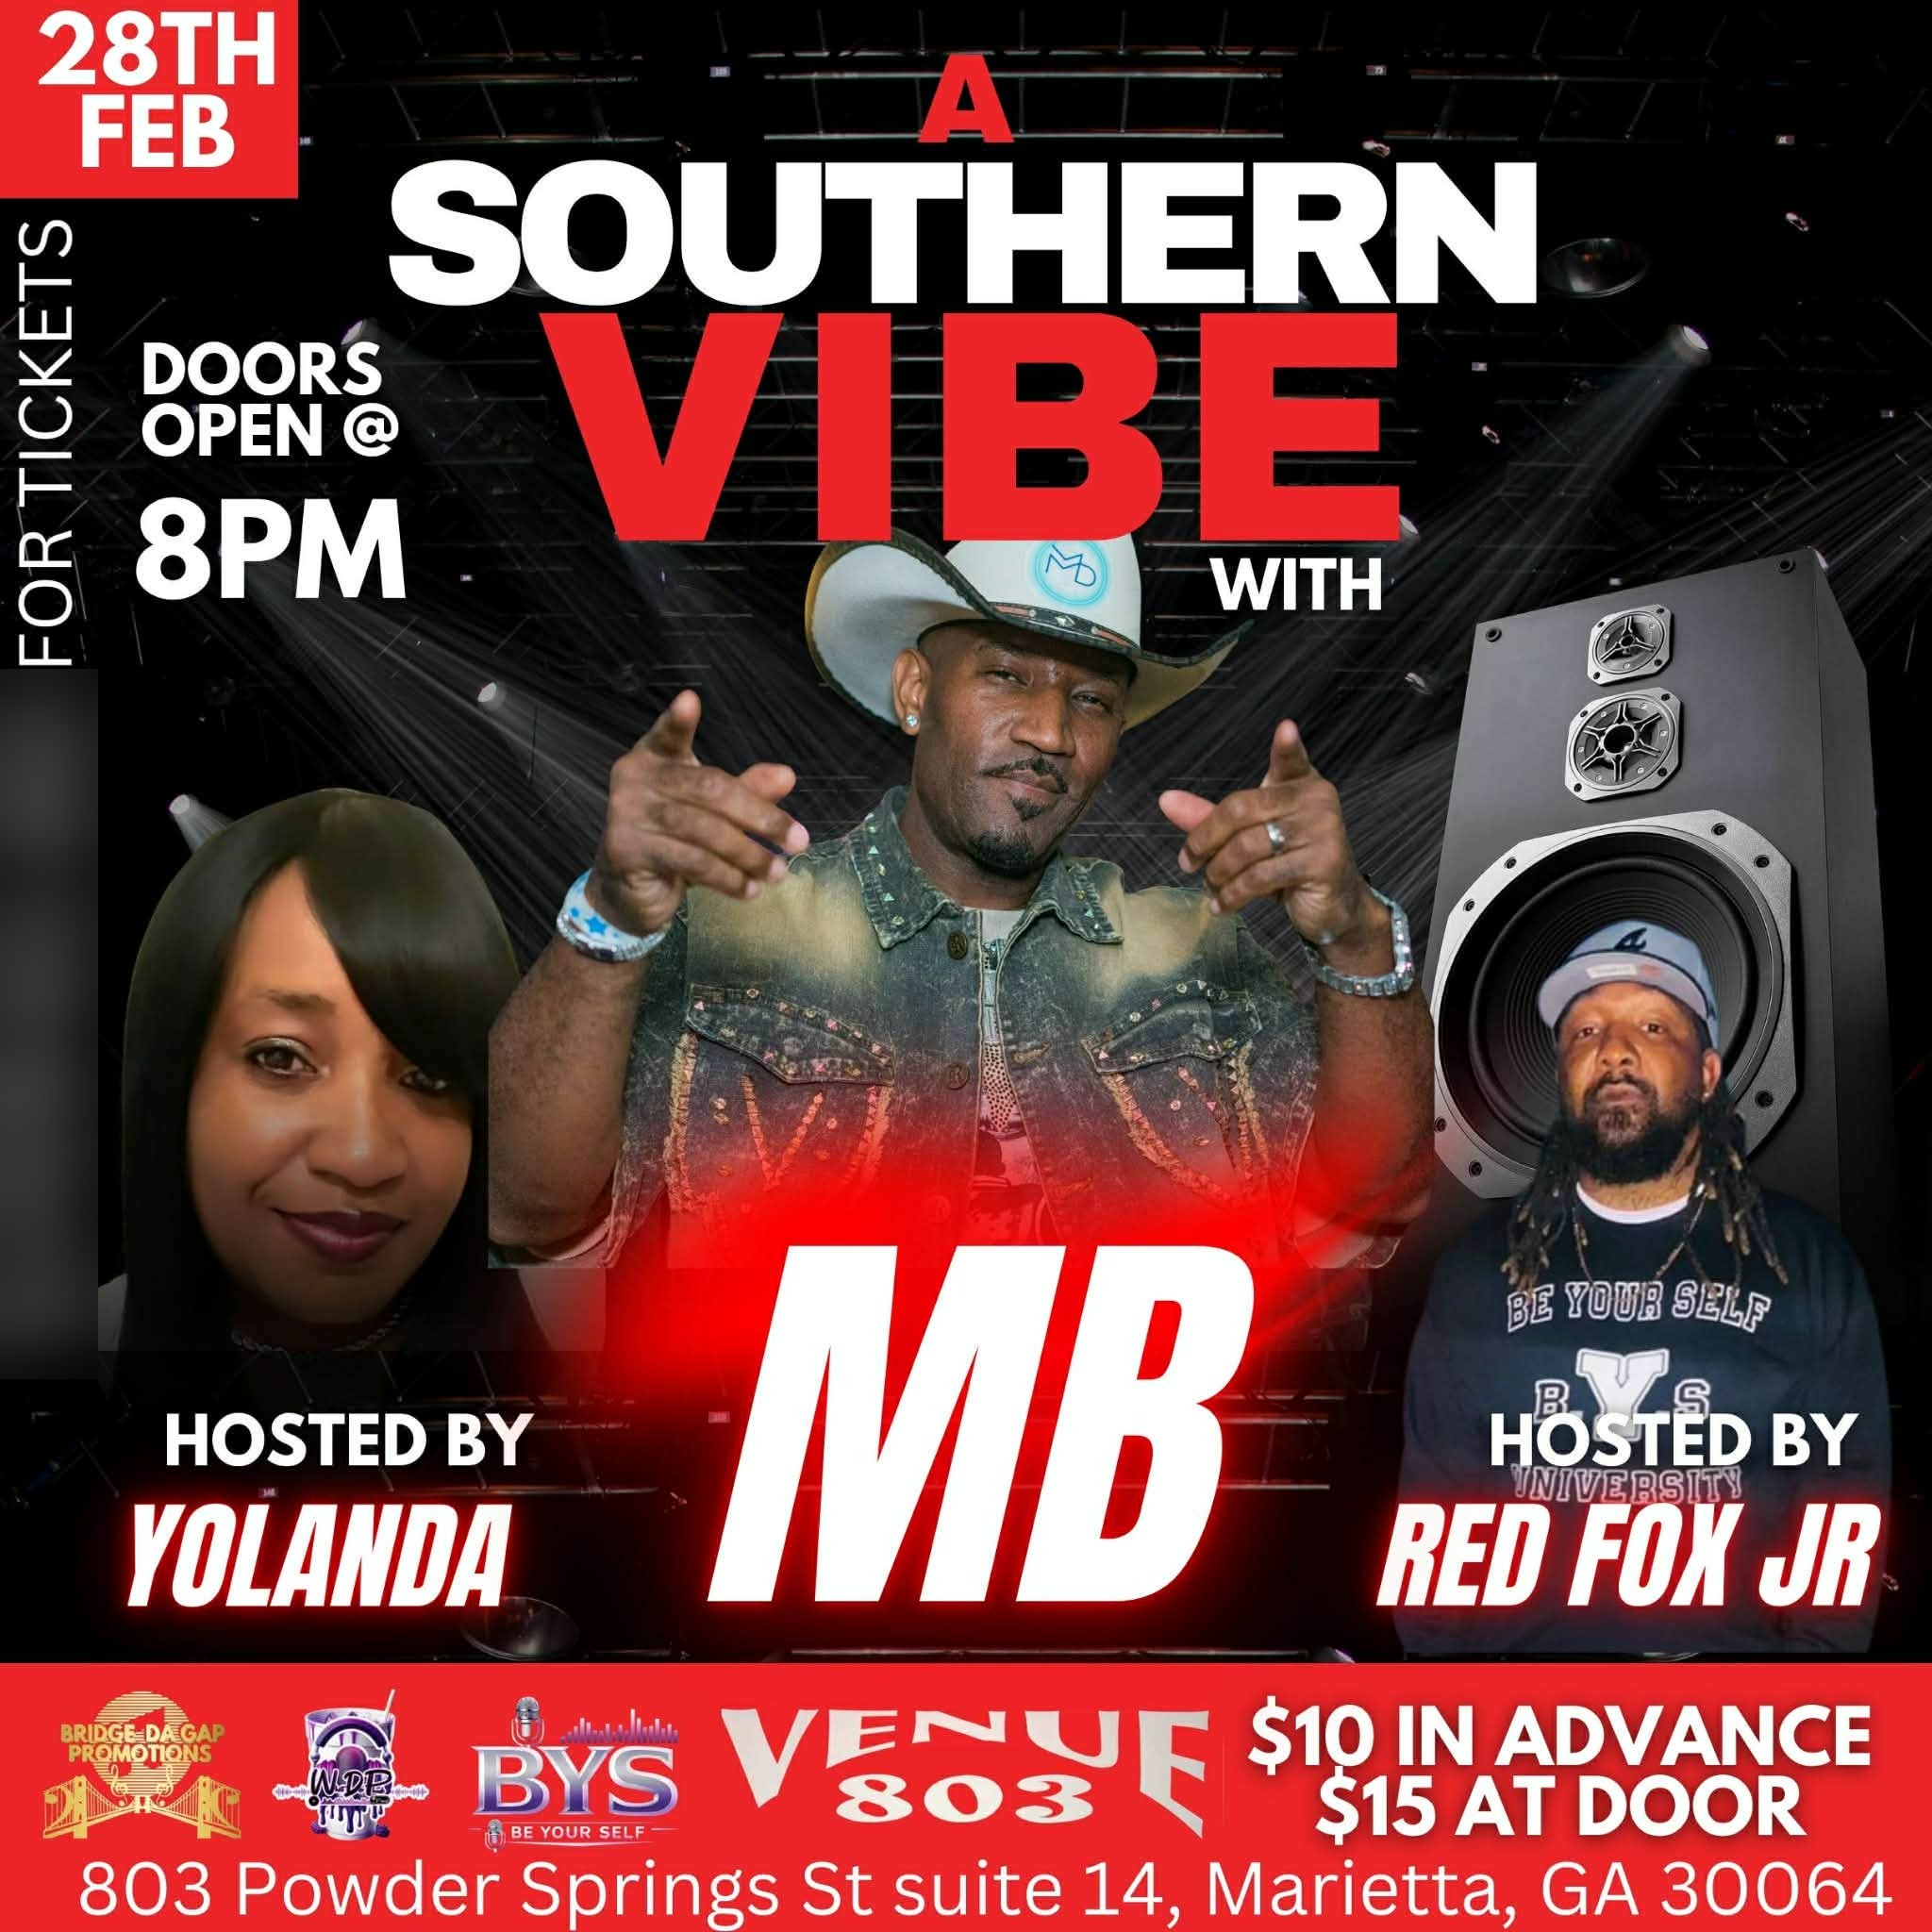 28TH
FEB
FOR TICKETS
DOORS
OPEN @
8PM
A
SOUTHERN
VIBE
WITH
MB
HOSTED BY
YOLANDA
BE YOUR SELF
B Y S
UNIVERSITY
HOSTED BY
RED FOX JR
BRIDGE DA GAP
PROMOTIONS
W.D.P.
BYS
BE YOUR SELF
VENUE
803
$10 IN ADVANCE
$15 AT DOOR
803 Powder Springs St suite 14, Marietta, GA 30064